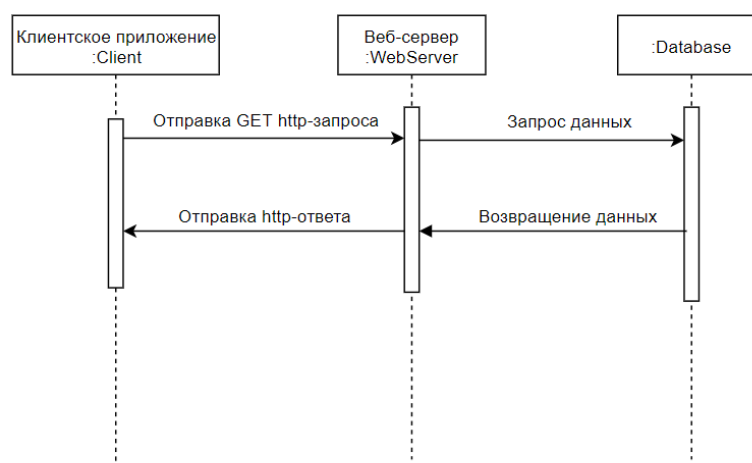 Клиентское приложение
:Client
Веб-сервер
:WebServer
:Database
Отправка GET http-запроса
Запрос данных
Отправка http-ответа
Возвращение данных